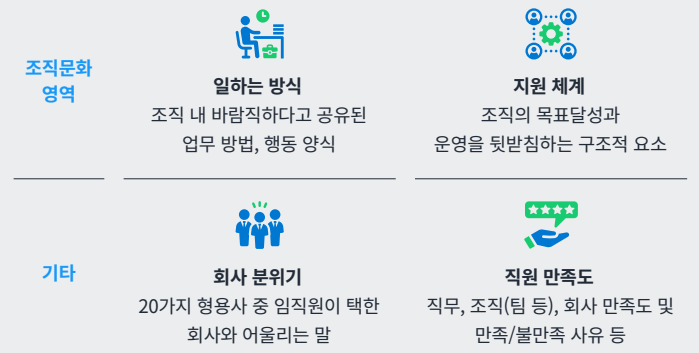 조직문화
영역
일하는 방식
조직 내 바람직하다고 공유된
업무 방법, 행동 양식
지원 체계
조직의 목표달성과
운영을 뒷받침하는 구조적 요소
기타
회사 분위기
20가지 형용사 중 임직원이 택한
회사와 어울리는 말
직원 만족도
직무, 조직(팀 등), 회사 만족도 및
만족/불만족 사유 등